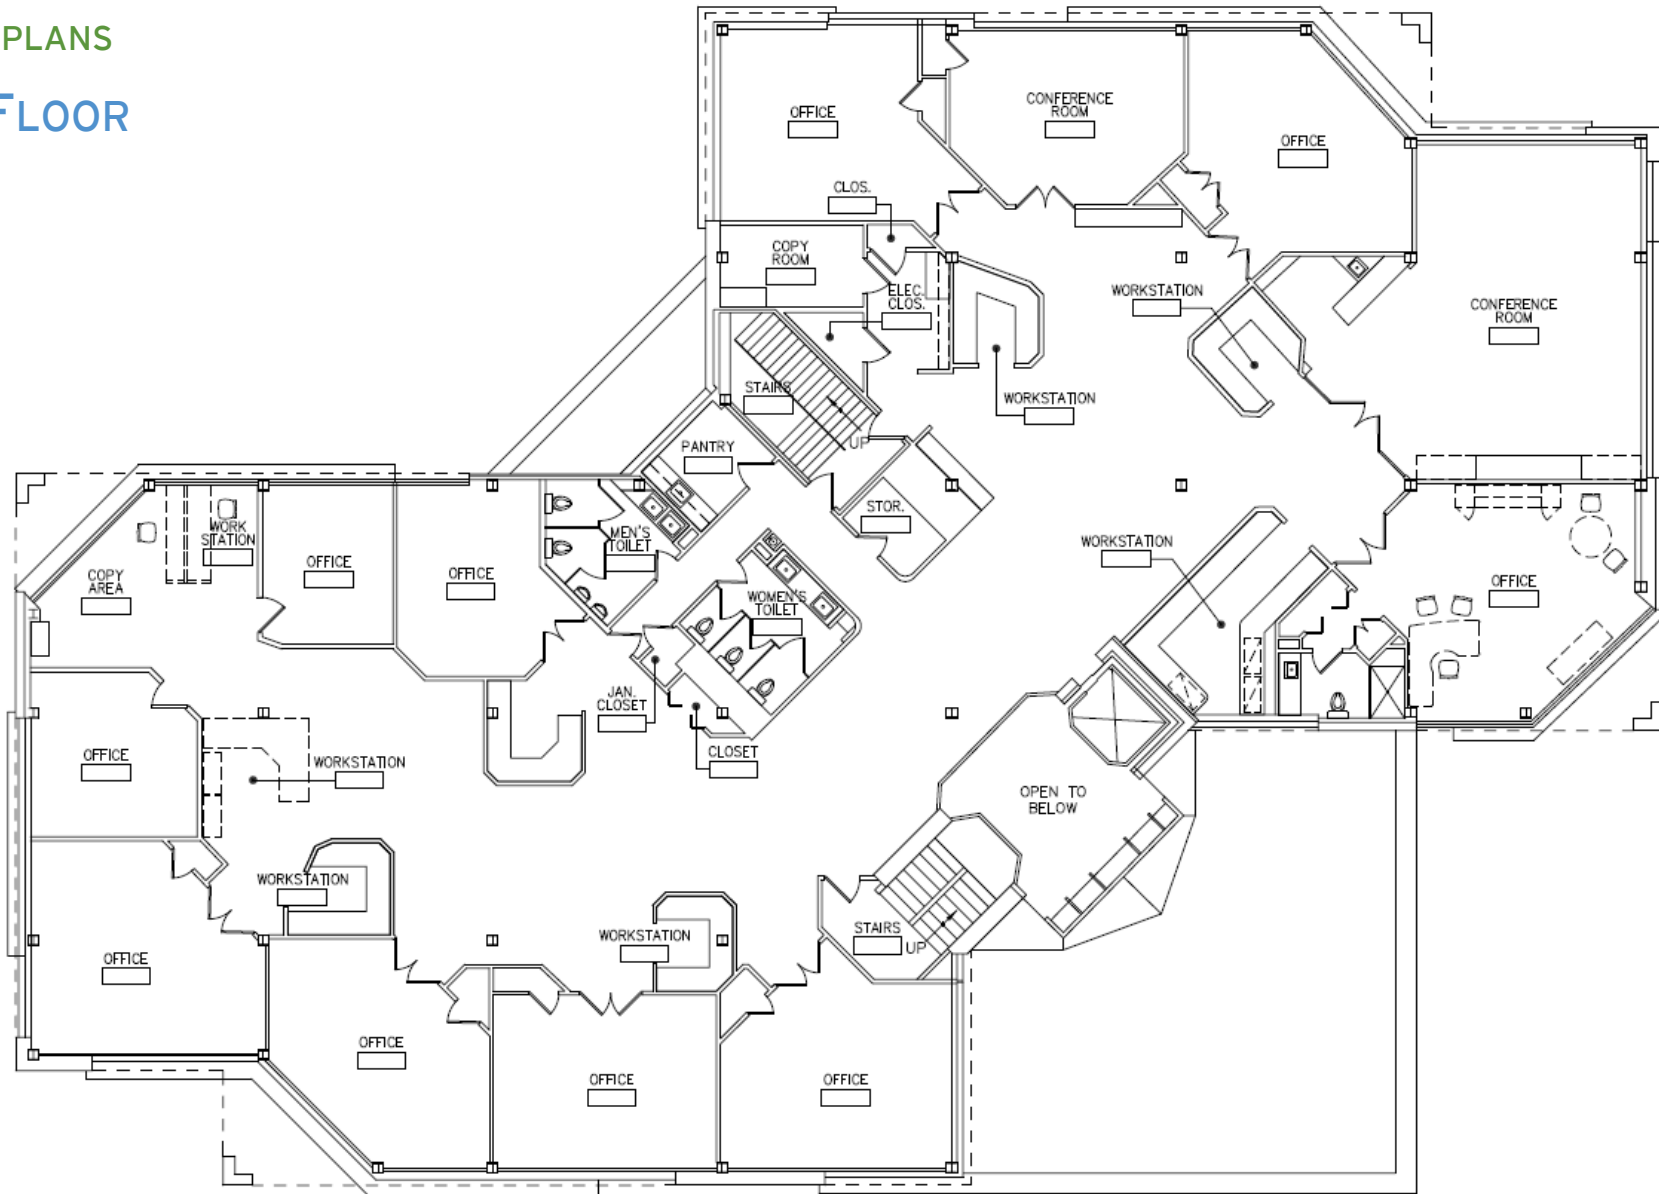 PLANS
FLOOR
OFFICE
CONFERENCE
ROOM
OFFICE
CLOS.
COPY
ROOM
ELEC.
CLOS.
WORKSTATION
CONFERENCE
ROOM
STAIRS
WORKSTATION
UP
PANTRY
STOR.
WORK
STATION
MEN'S
TOILET
WORKSTATION
OFFICE
COPY
AREA
OFFICE
OFFICE
WOMEN'S
TOILET
JAN.
CLOSET
CLOSET
OFFICE
WORKSTATION
OPEN TO
BELOW
WORKSTATION
WORKSTATION
STAIRS
UP
OFFICE
OFFICE
OFFICE
OFFICE